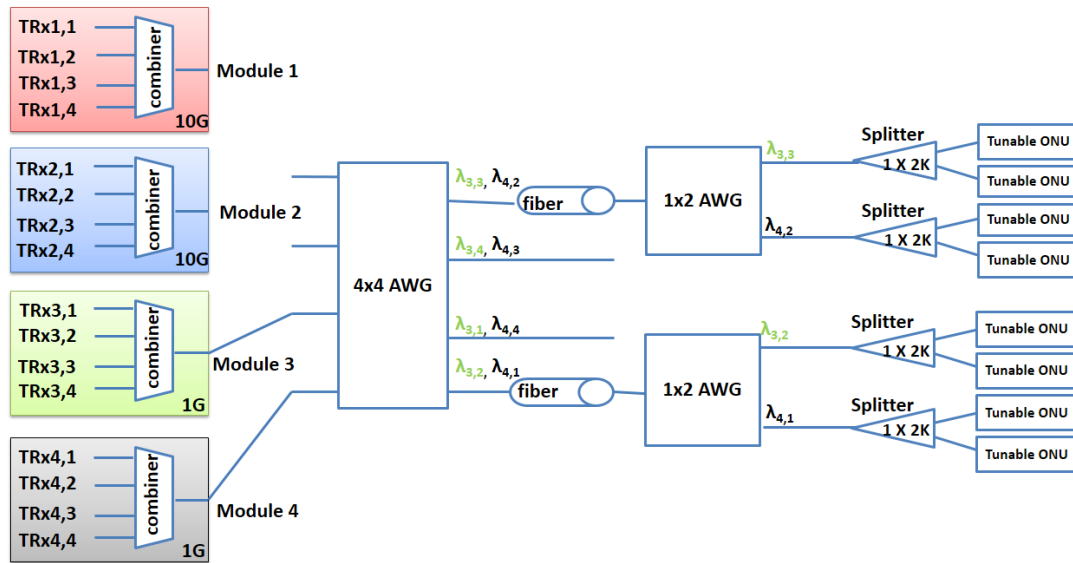 TRx1,1
TRx1,2
TRx1,3
TRx1,4
combiner
10G
Module 1
TRx2,1
TRx2,2
TRx2,3
TRx2,4
combiner
10G
Module 2
TRx3,1
TRx3,2
TRx3,3
TRx3,4
combiner
1G
Module 3
TRx4,1
TRx4,2
TRx4,3
TRx4,4
combiner
1G
Module 4
4x4 AWG
λ3,3, λ4,2
fiber
λ3,4, λ4,3
λ3,1, λ4,4
λ3,2, λ4,1
fiber
1x2 AWG
λ3,3
λ4,2
Splitter
1 X 2K
Splitter
1 X 2K
Tunable ONU
Tunable ONU
Tunable ONU
Tunable ONU
1x2 AWG
λ3,2
λ4,1
Splitter
1 X 2K
Splitter
1 X 2K
Tunable ONU
Tunable ONU
Tunable ONU
Tunable ONU